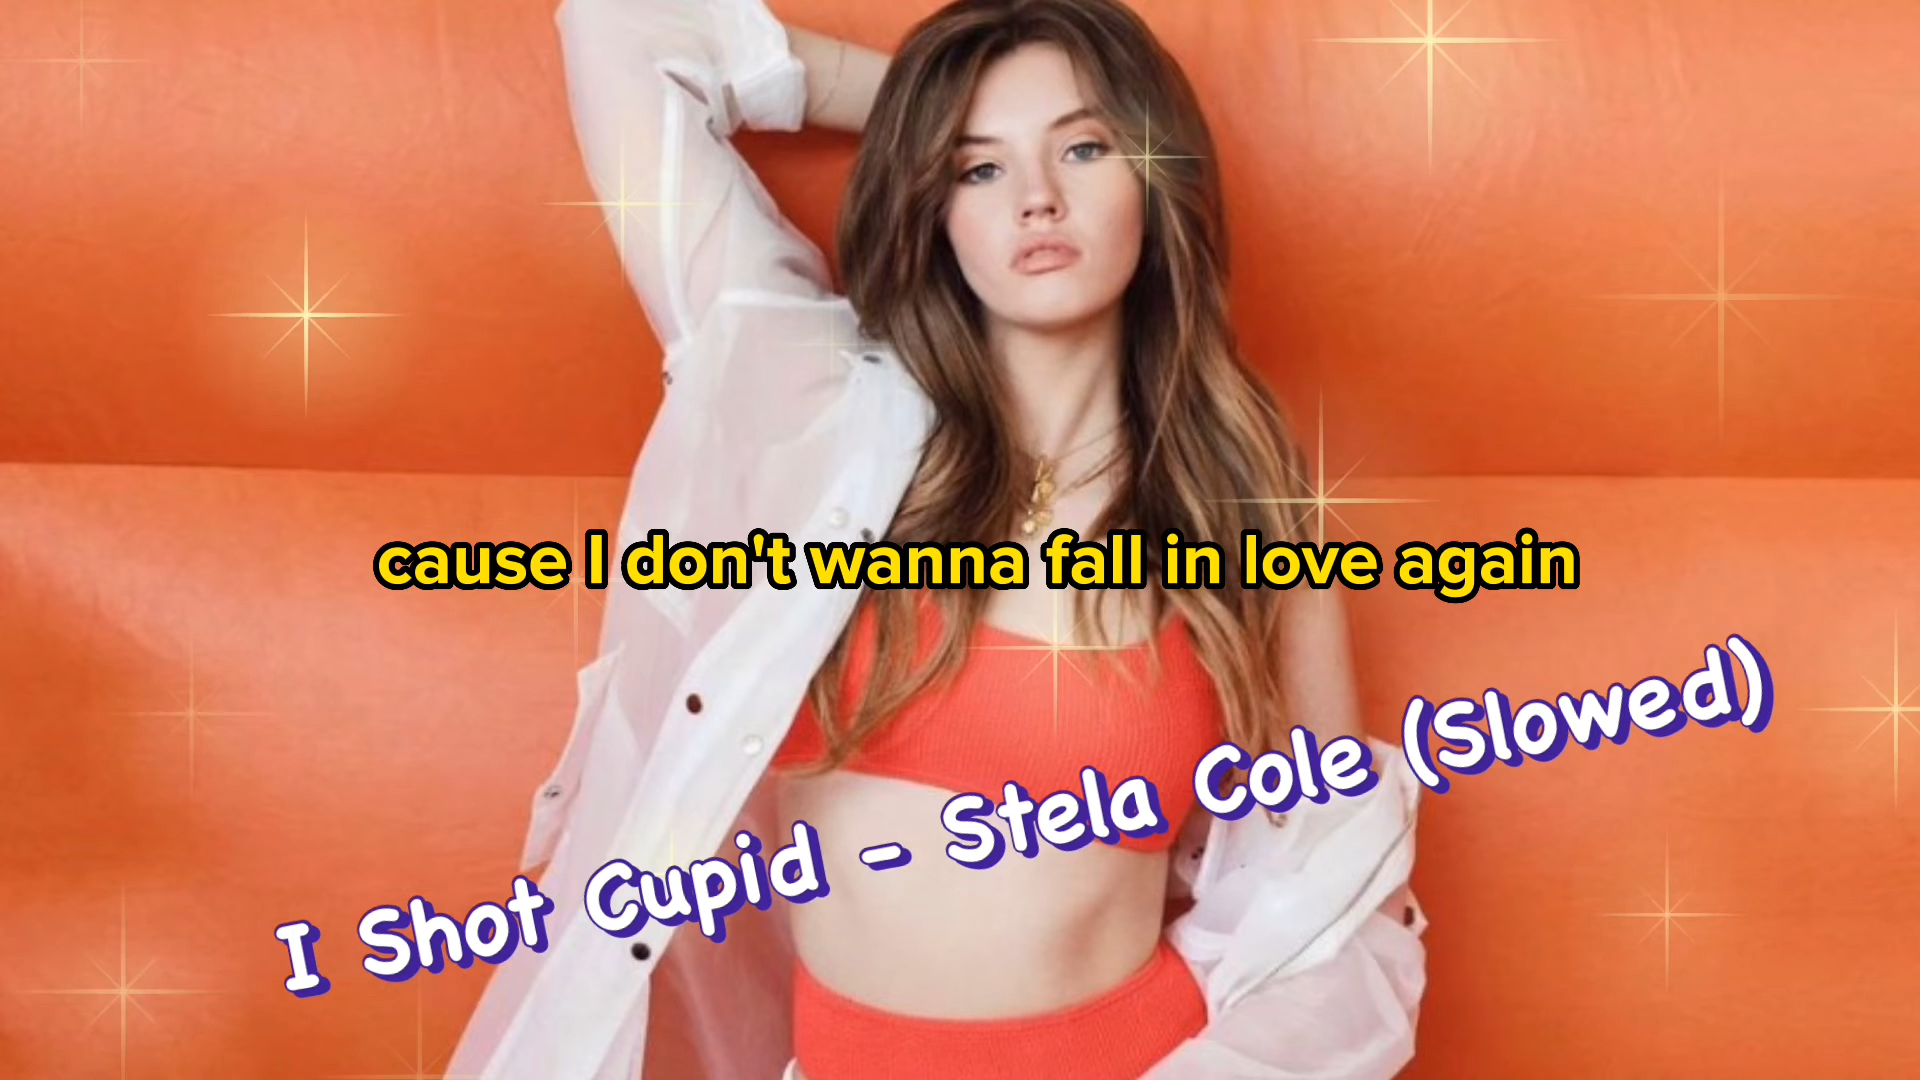 cause I don't wanna fall in love again
I Shot Cupid - Stela Cole (Slowed)